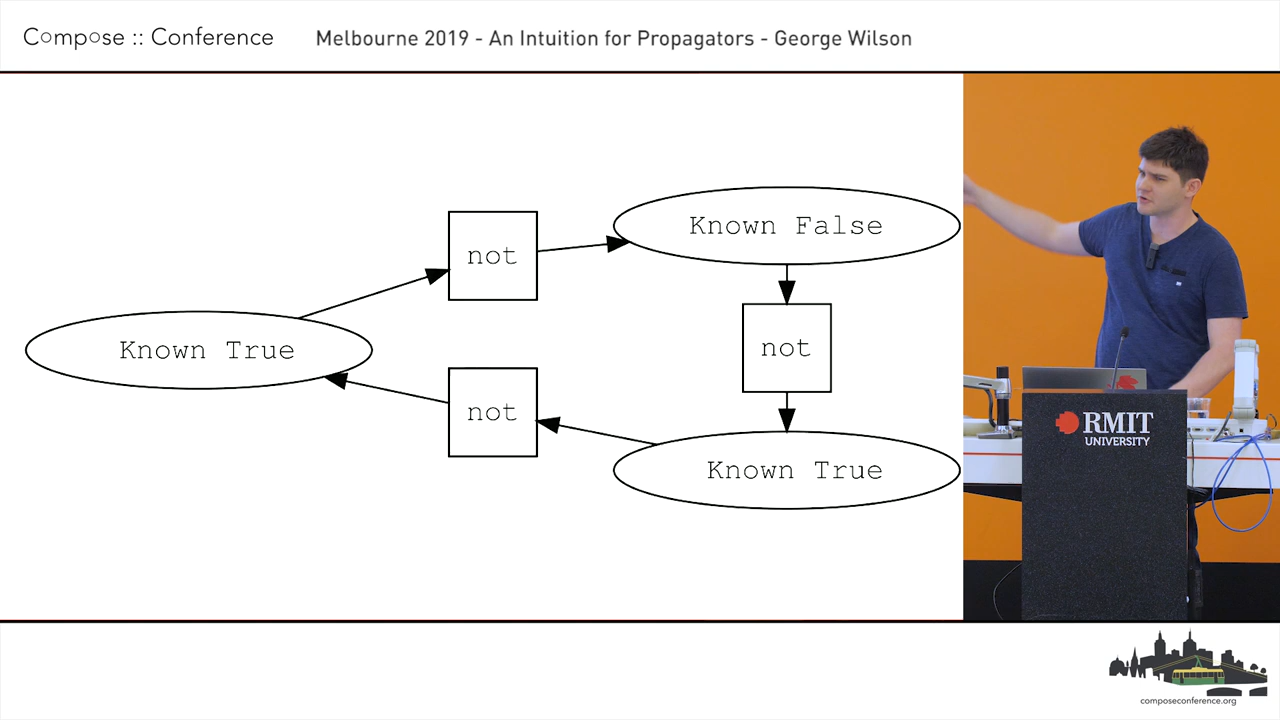 Compose :: Conference
Melbourne 2019 - An Intuition for Propagators - George Wilson
not
Known False
Known True
not
not
Known True
RMIT
UNIVERSITY
composeconference.org